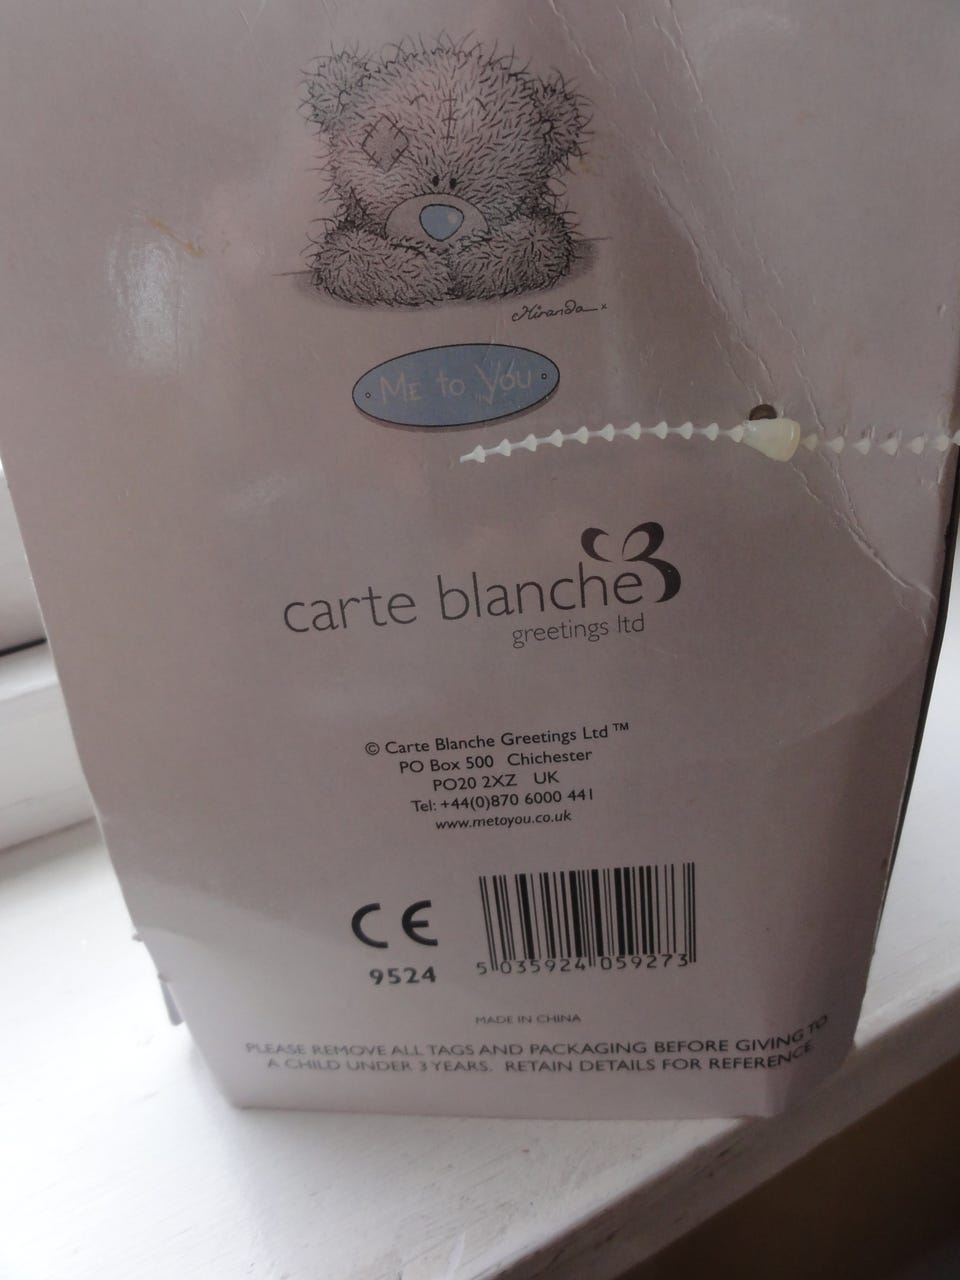 Miranda x
ME to YOU
carte blanche
greetings ltd
© Carte Blanche Greetings Ltd ™
PO Box 500 Chichester
PO20 2XZ UK
Tel: +44(0)870 6000 441
www.metoyou.co.uk
CE
9524
5 035924 059273
MADE IN CHINA
PLEASE REMOVE ALL TAGS AND PACKAGING BEFORE GIVING TO
A CHILD UNDER 3 YEARS. RETAIN DETAILS FOR REFERENCE